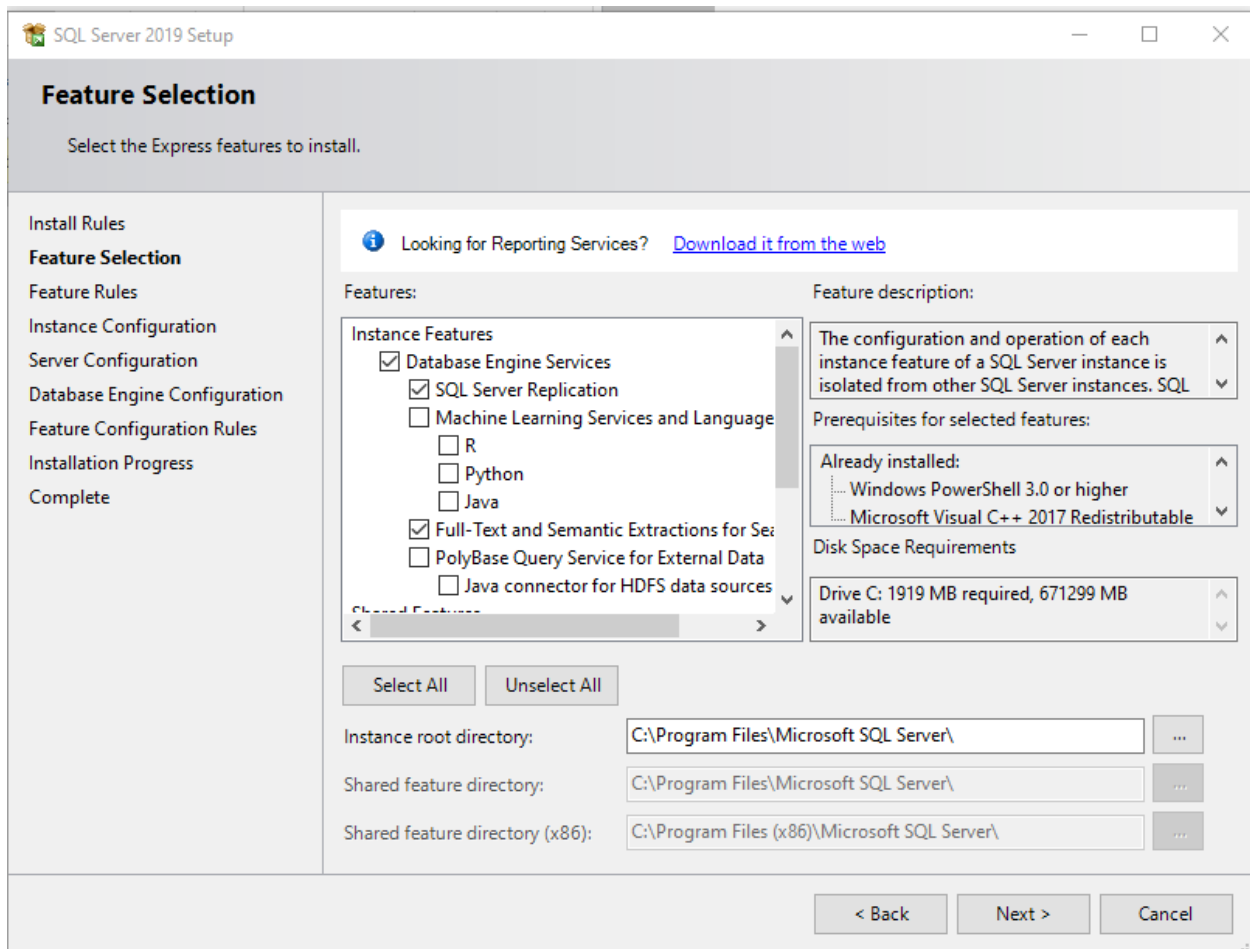 SQL Server 2019 Setup
Feature Selection
Select the Express features to install.
Install Rules
Feature Selection
Feature Rules
Instance Configuration
Server Configuration
Database Engine Configuration
Feature Configuration Rules
Installation Progress
Complete
Looking for Reporting Services? Download it from the web
Features:
Instance Features
Database Engine Services
SQL Server Replication
Machine Learning Services and Language
R
Python
Java
Full-Text and Semantic Extractions for Sea
PolyBase Query Service for External Data
Java connector for HDFS data sources
Shared Features
Feature description:
The configuration and operation of each
instance feature of a SQL Server instance is
isolated from other SQL Server instances. SQL
Prerequisites for selected features:
Already installed:
Windows PowerShell 3.0 or higher
Microsoft Visual C++ 2017 Redistributable
Disk Space Requirements
Drive C: 1919 MB required, 671299 MB
available
Select All Unselect All
Instance root directory: C:\Program Files\Microsoft SQL Server\ ...
Shared feature directory: C:\Program Files\Microsoft SQL Server\ ...
Shared feature directory (x86): C:\Program Files (x86)\Microsoft SQL Server\ ...
< Back Next > Cancel